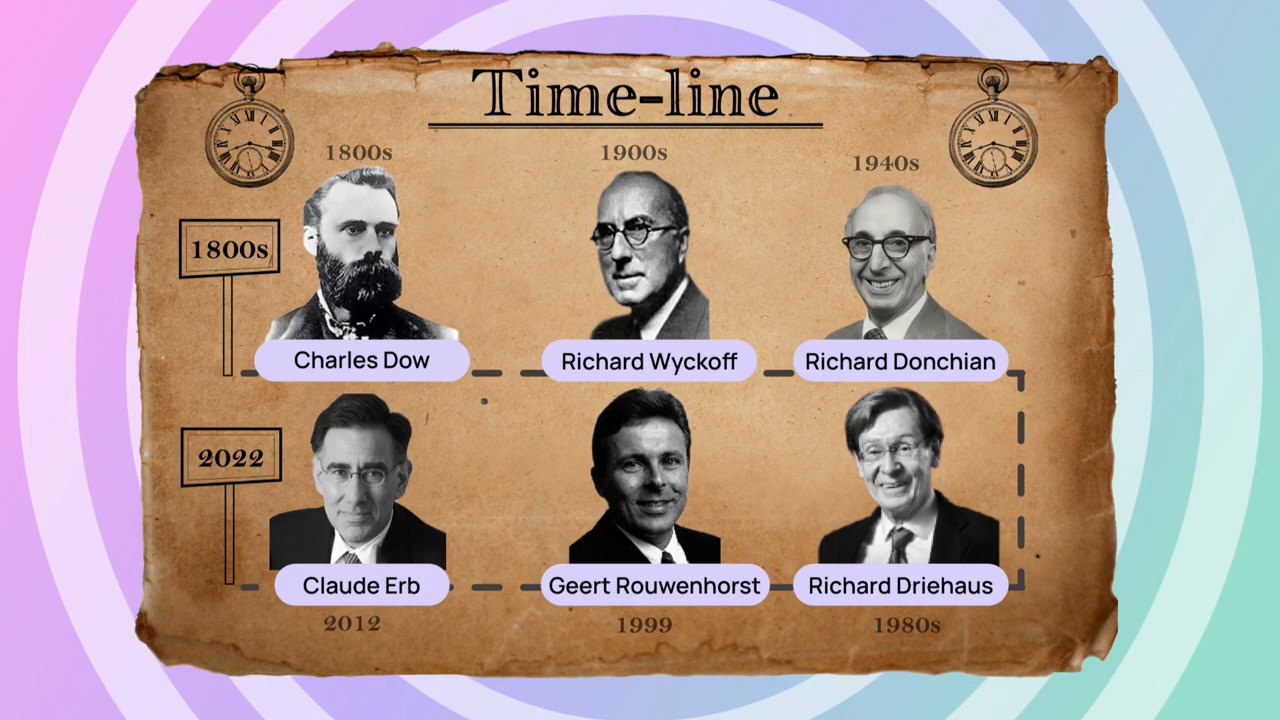 Time-line
1800s
1900s
1940s
1800s
Charles Dow
Richard Wyckoff
Richard Donchian
2022
Claude Erb
Geert Rouwenhorst
Richard Driehaus
2012
1999
1980s